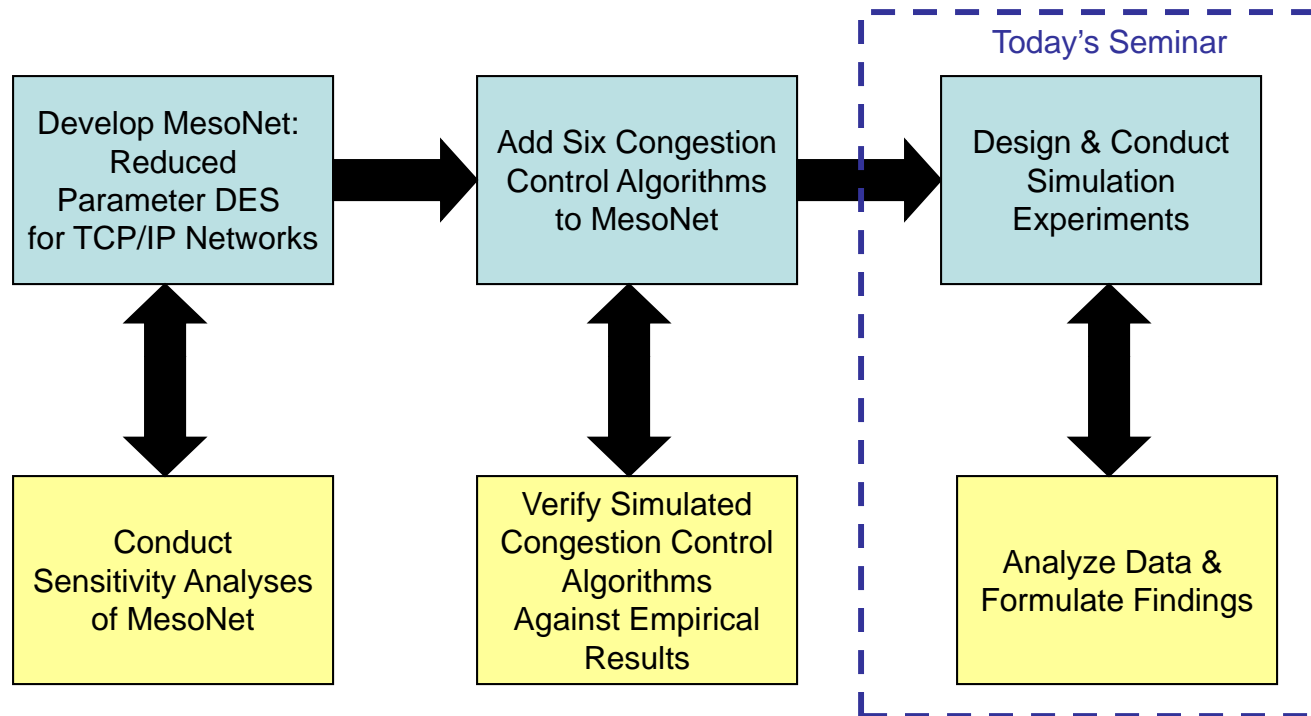 Today's Seminar
Develop MesoNet:
Reduced
Parameter DES
for TCP/IP Networks
Add Six Congestion
Control Algorithms
to MesoNet
Design & Conduct
Simulation
Experiments
Conduct
Sensitivity Analyses
of MesoNet
Verify Simulated
Congestion Control
Algorithms
Against Empirical
Results
Analyze Data &
Formulate Findings